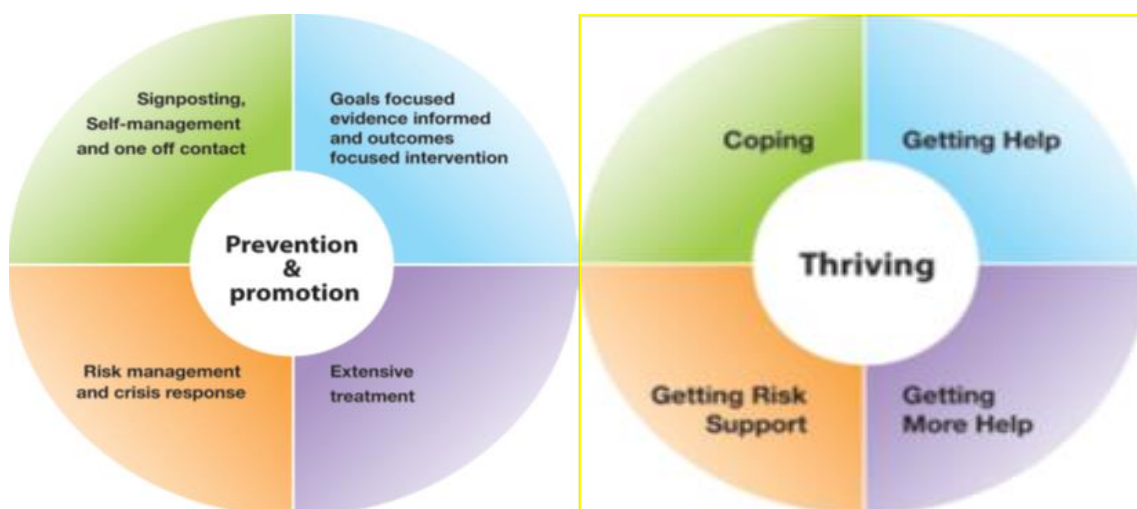 Signposting,
Self-management
and one off contact
Goals focused
evidence informed
and outcomes
focused intervention
Prevention
&
promotion
Risk management
and crisis response
Extensive
treatment
Coping
Getting Help
Thriving
Getting Risk
Support
Getting
More Help